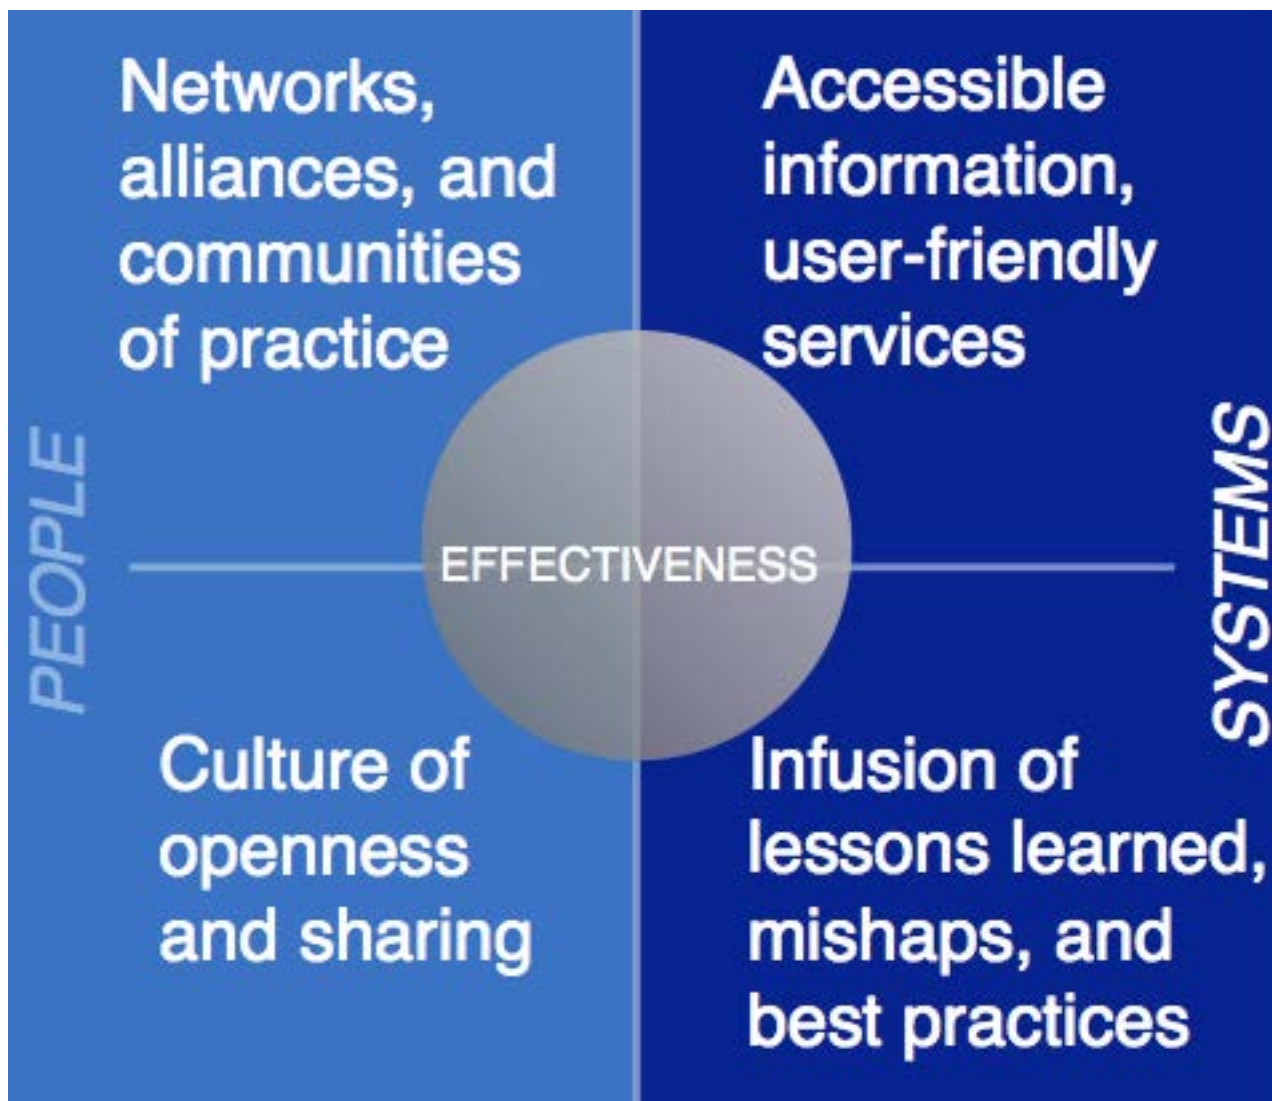 Networks,
alliances, and
communities
of practice
Accessible
information,
user-friendly
services
PEOPLE
EFFECTIVENESS
SYSTEMS
Culture of
openness
and sharing
Infusion of
lessons learned,
mishaps, and
best practices